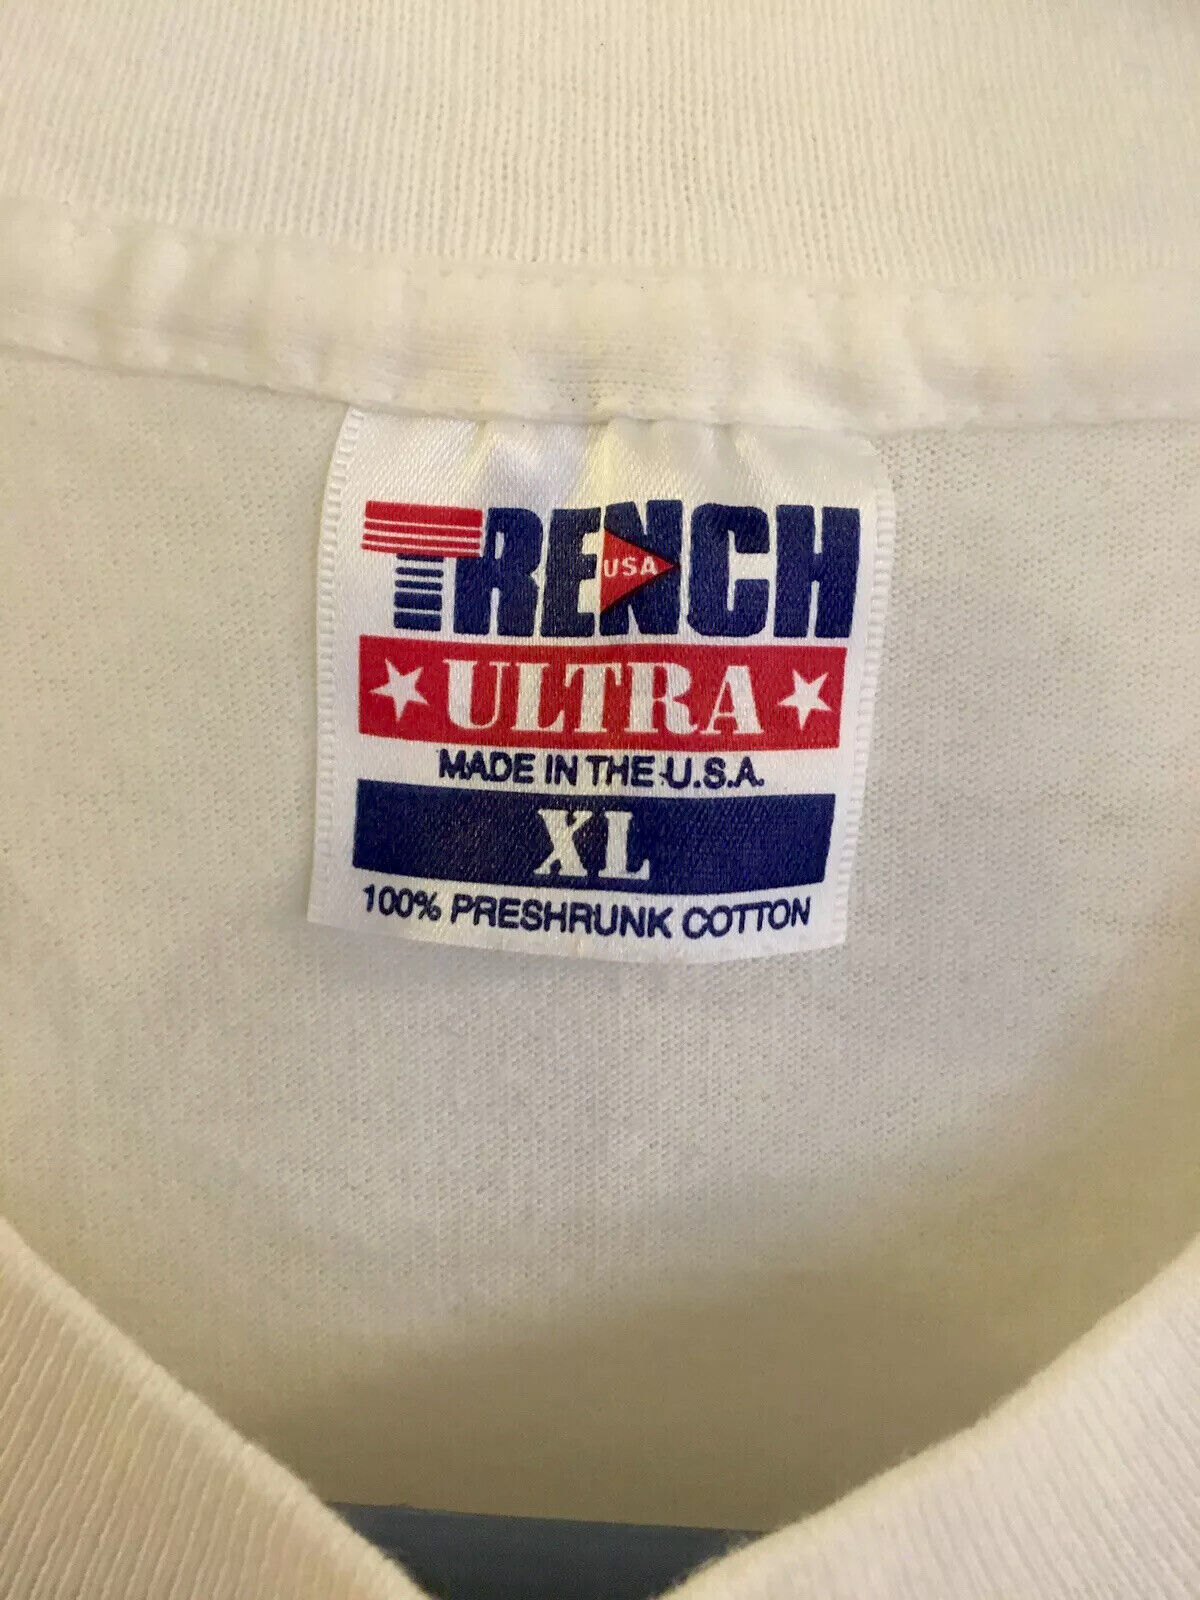 TRENCH
USA
ULTRA
MADE IN THE U.S.A.
XL
100% PRESHRUNK COTTON